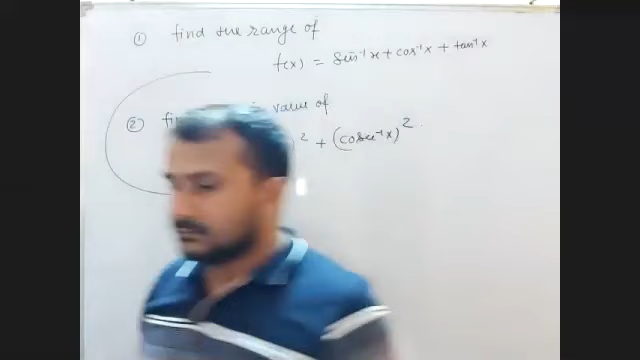 ① find the range of
f(x) = sin⁻¹x + cos⁻¹x + tan⁻¹x
② value of
² + (cosec⁻¹x)²